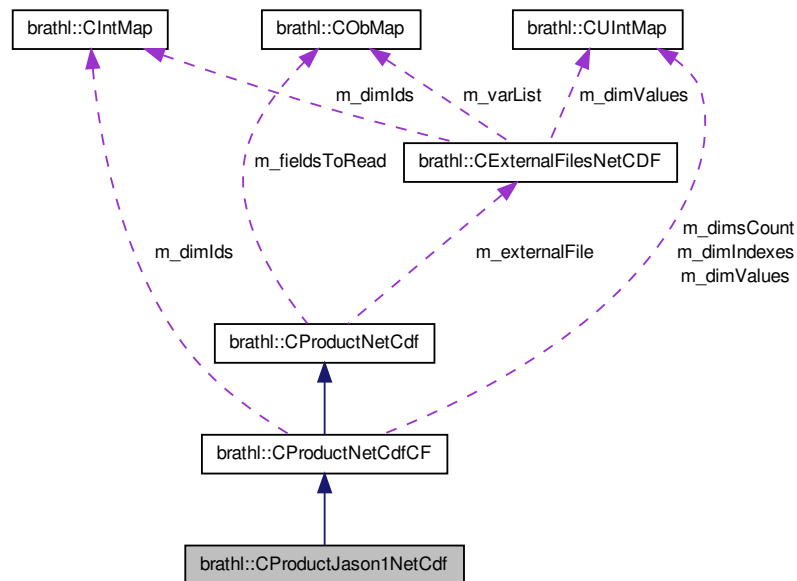 brathl::CIntMap
brathl::CObMap
brathl::CUIntMap
m_dimIds
m_varList
m_dimValues
m_fieldsToRead
brathl::CExternalFilesNetCDF
m_dimsCount
m_dimIndexes
m_dimValues
m_dimIds
m_externalFile
brathl::CProductNetCdf
brathl::CProductNetCdfCF
brathl::CProductJason1NetCdf